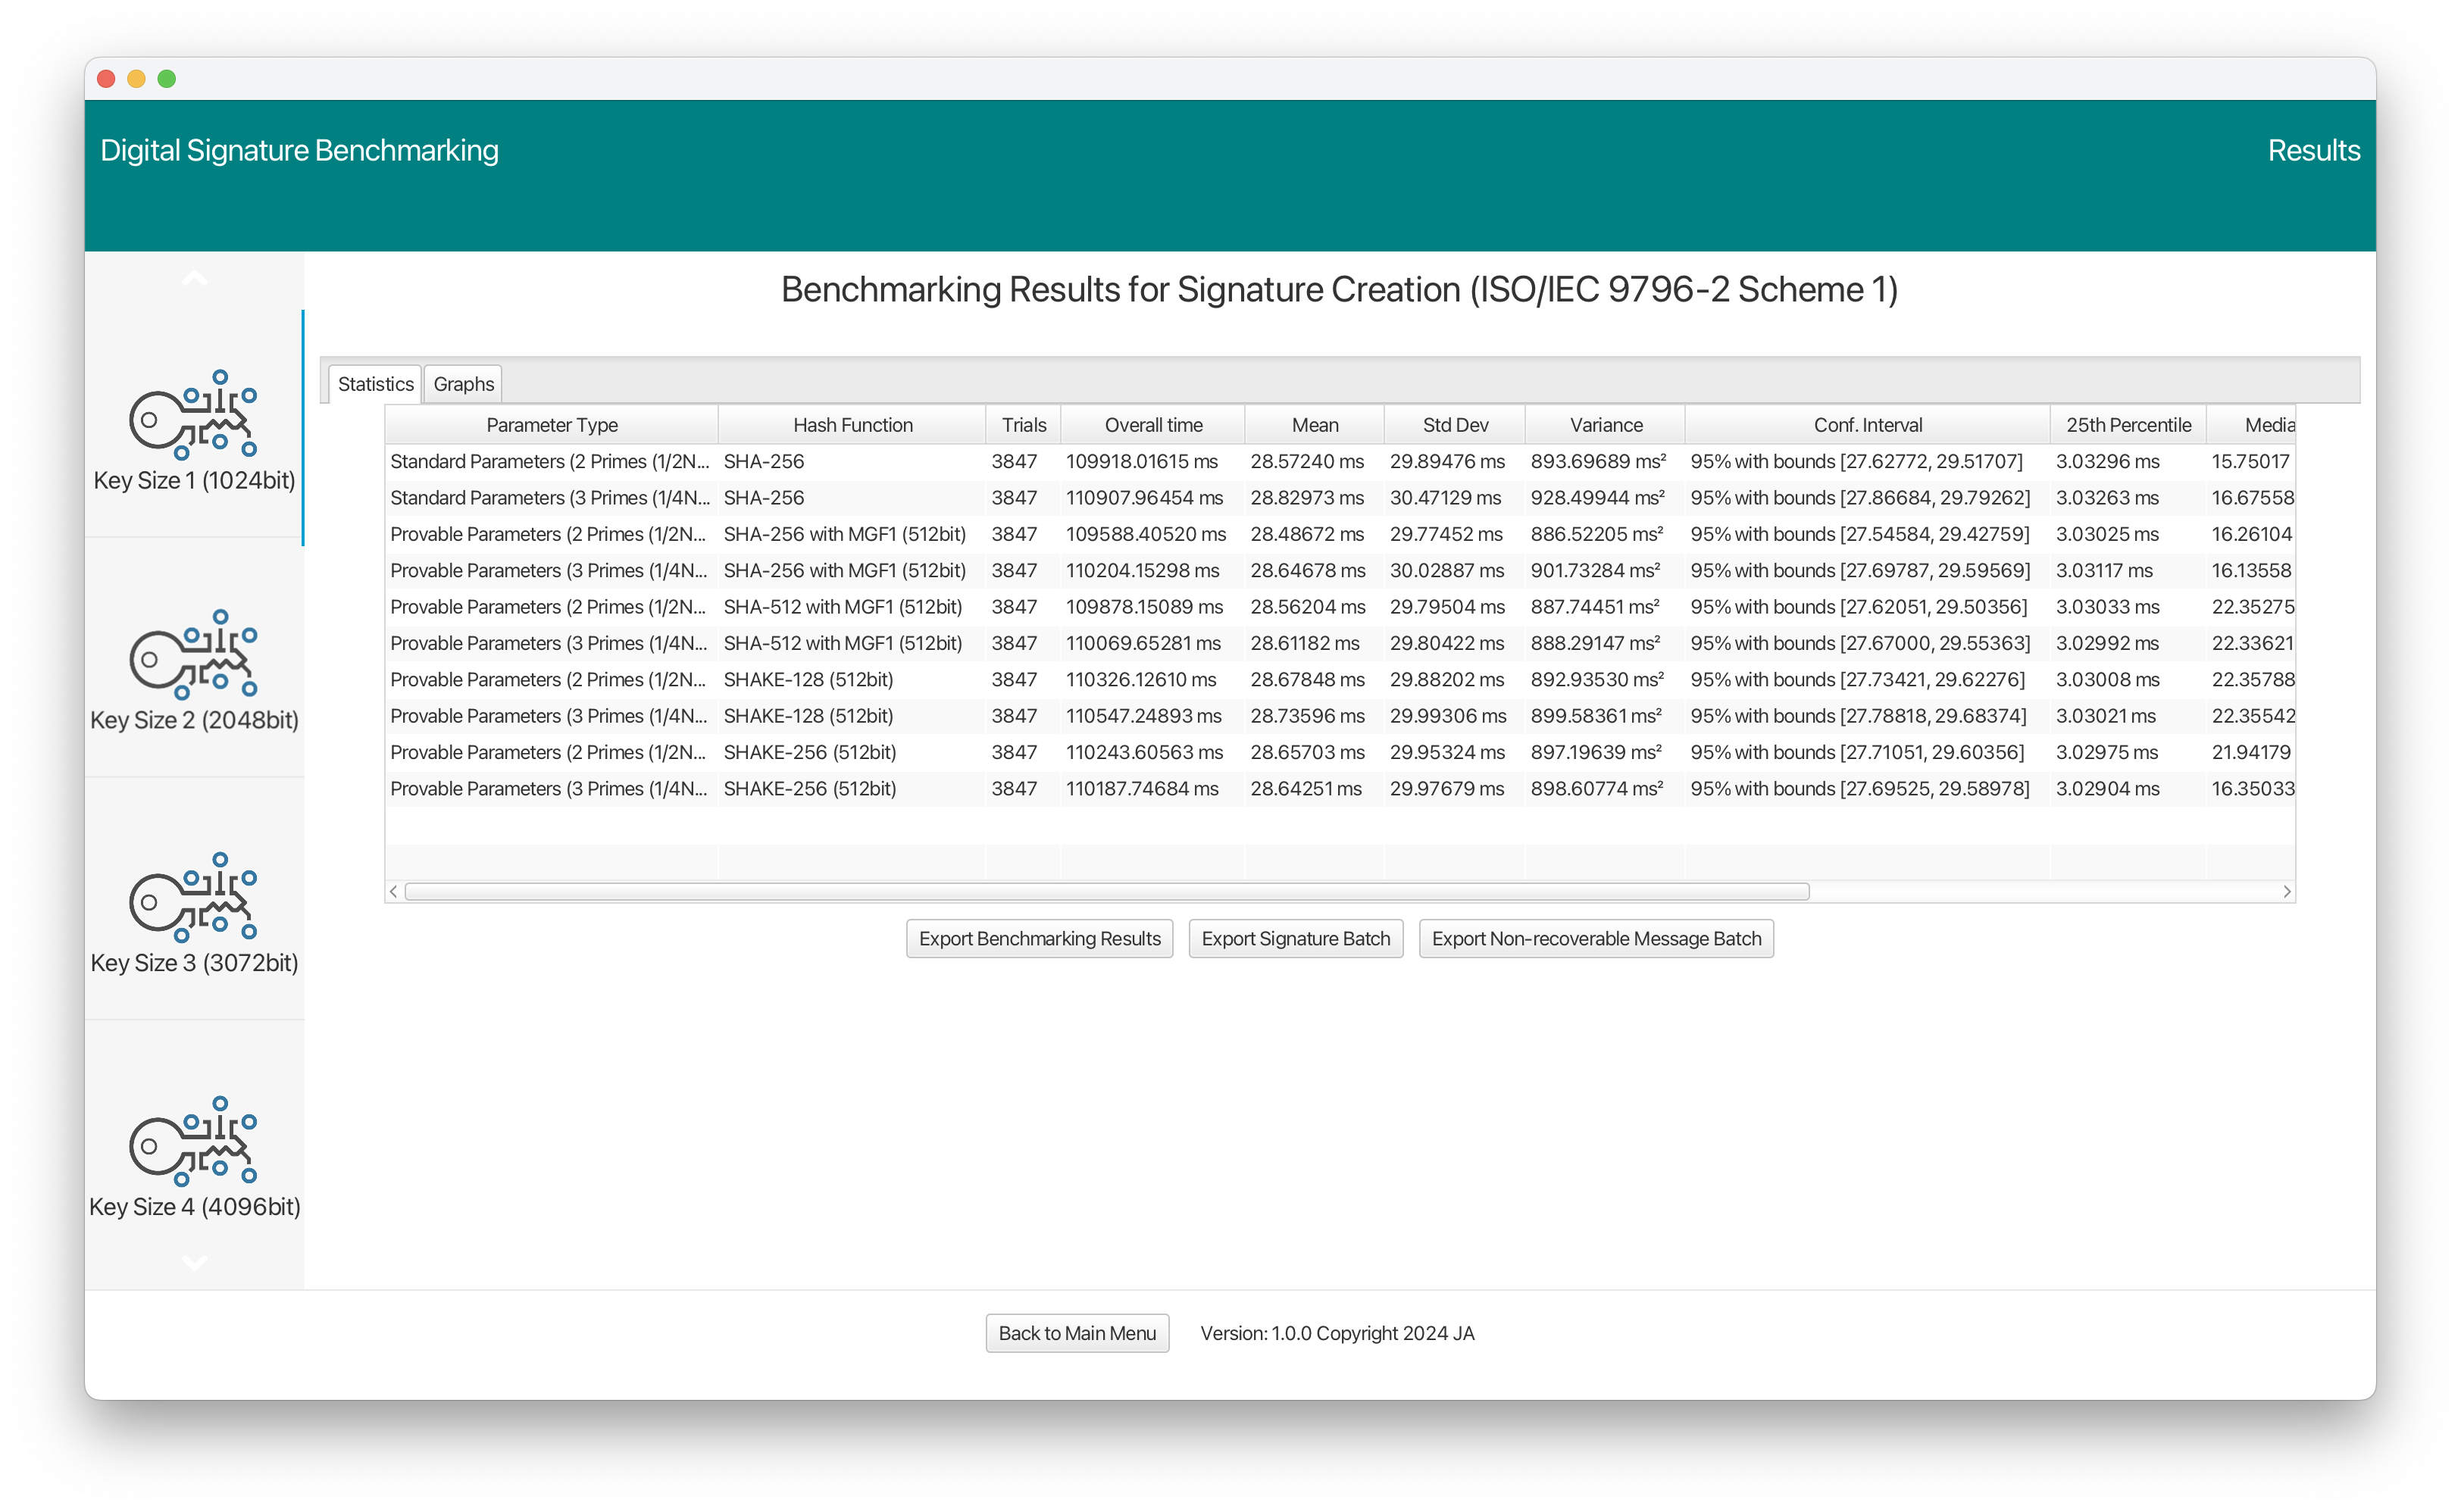 Digital Signature Benchmarking
Results
Key Size 1 (1024bit)
Key Size 2 (2048bit)
Key Size 3 (3072bit)
Key Size 4 (4096bit)
Benchmarking Results for Signature Creation (ISO/IEC 9796-2 Scheme 1)
Statistics Graphs
Parameter Type Hash Function Trials Overall time Mean Std Dev Variance Conf. Interval 25th Percentile Media
Standard Parameters (2 Primes (1/2N... SHA-256 3847 109918.01615 ms 28.57240 ms 29.89476 ms 893.69689 ms² 95% with bounds [27.62772, 29.51707] 3.03296 ms 15.75017
Standard Parameters (3 Primes (1/4N... SHA-256 3847 110907.96454 ms 28.82973 ms 30.47129 ms 928.49944 ms² 95% with bounds [27.86684, 29.79262] 3.03263 ms 16.67558
Provable Parameters (2 Primes (1/2N... SHA-256 with MGF1 (512bit) 3847 109588.40520 ms 28.48672 ms 29.77452 ms 886.52205 ms² 95% with bounds [27.54584, 29.42759] 3.03025 ms 16.26104
Provable Parameters (3 Primes (1/4N... SHA-256 with MGF1 (512bit) 3847 110204.15298 ms 28.64678 ms 30.02887 ms 901.73284 ms² 95% with bounds [27.69787, 29.59569] 3.03117 ms 16.13558
Provable Parameters (2 Primes (1/2N... SHA-512 with MGF1 (512bit) 3847 109878.15089 ms 28.56204 ms 29.79504 ms 887.74451 ms² 95% with bounds [27.62051, 29.50356] 3.03033 ms 22.35275
Provable Parameters (3 Primes (1/4N... SHA-512 with MGF1 (512bit) 3847 110069.65281 ms 28.61182 ms 29.80422 ms 888.29147 ms² 95% with bounds [27.67000, 29.55363] 3.02992 ms 22.33621
Provable Parameters (2 Primes (1/2N... SHAKE-128 (512bit) 3847 110326.12610 ms 28.67848 ms 29.88202 ms 892.93530 ms² 95% with bounds [27.73421, 29.62276] 3.03008 ms 22.35788
Provable Parameters (3 Primes (1/4N... SHAKE-128 (512bit) 3847 110547.24893 ms 28.73596 ms 29.99306 ms 899.58361 ms² 95% with bounds [27.78818, 29.68374] 3.03021 ms 22.35542
Provable Parameters (2 Primes (1/2N... SHAKE-256 (512bit) 3847 110243.60563 ms 28.65703 ms 29.95324 ms 897.19639 ms² 95% with bounds [27.71051, 29.60356] 3.02975 ms 21.94179
Provable Parameters (3 Primes (1/4N... SHAKE-256 (512bit) 3847 110187.74684 ms 28.64251 ms 29.97679 ms 898.60774 ms² 95% with bounds [27.69525, 29.58978] 3.02904 ms 16.35033
Export Benchmarking Results Export Signature Batch Export Non-recoverable Message Batch
Back to Main Menu Version: 1.0.0 Copyright 2024 JA